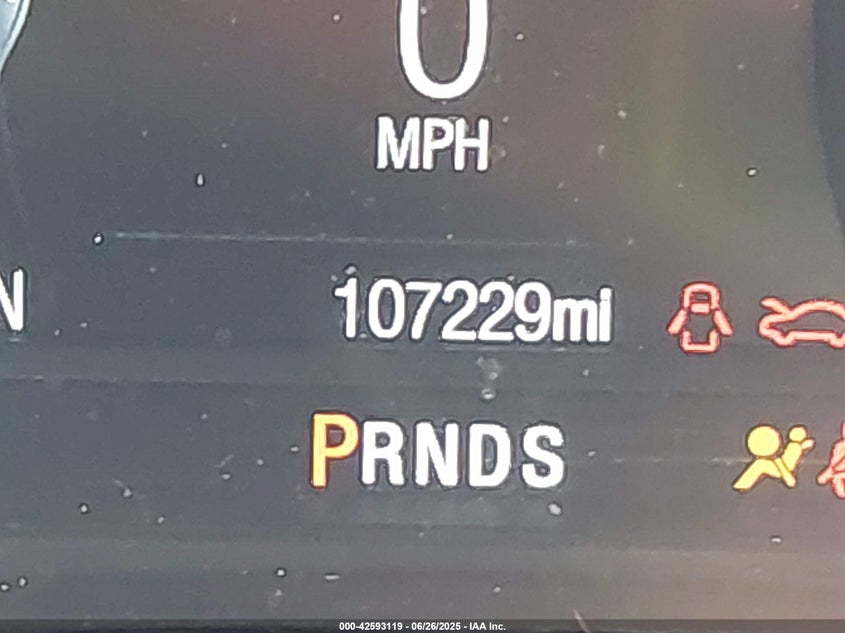 0
MPH
N
107229mi
PRNDS
000-42593119 - 06/26/2025 - IAA Inc.